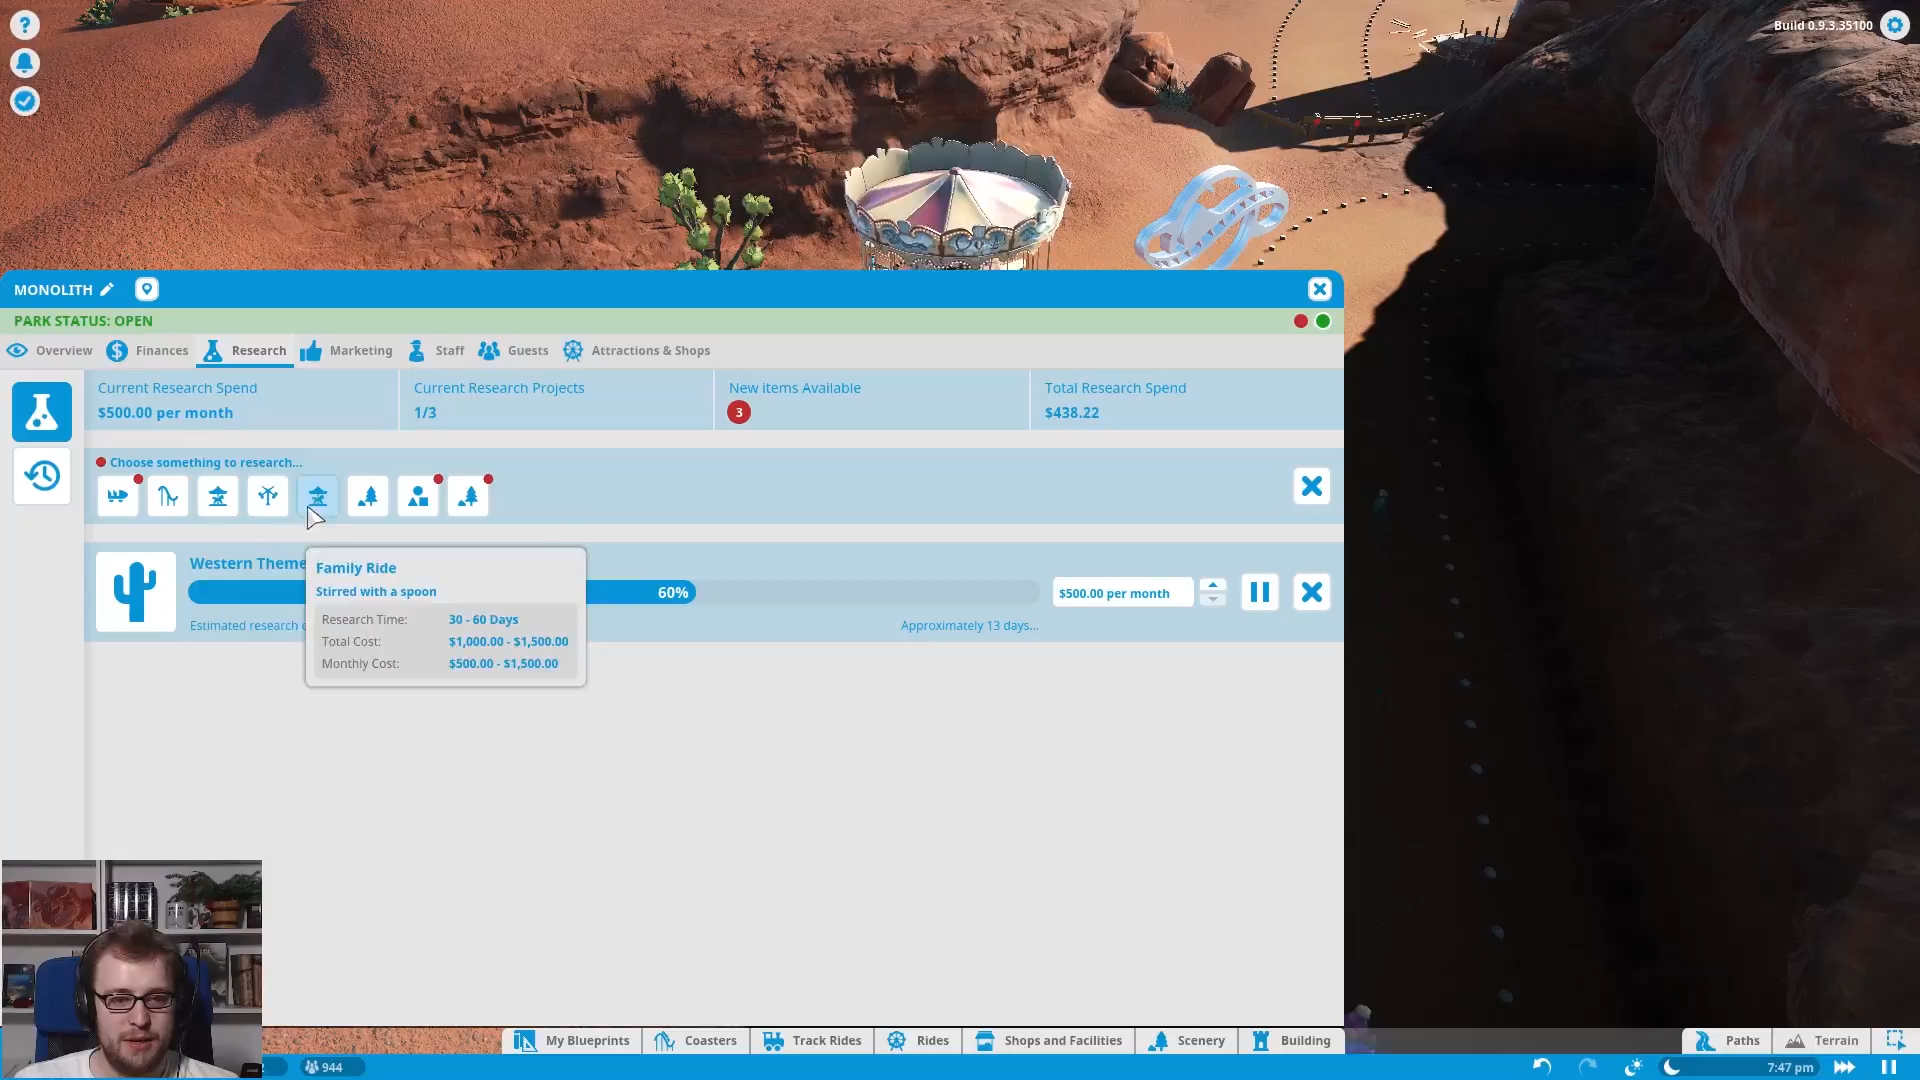 ?
Build 0.9.3.35100
MONOLITH
PARK STATUS: OPEN
Overview
Finances
Research
Marketing
Staff
Guests
Attractions & Shops
Current Research Spend
$500.00 per month
Current Research Projects
1/3
New items Available
3
Total Research Spend
$438.22
Choose something to research...
Western Theme
60%
$500.00 per month
Estimated research
Approximately 13 days...
Family Ride
Stirred with a spoon
Research Time: 30 - 60 Days
Total Cost: $1,000.00 - $1,500.00
Monthly Cost: $500.00 - $1,500.00
My Blueprints
Coasters
Track Rides
Rides
Shops and Facilities
Scenery
Building
Paths
Terrain
944
7:47 pm